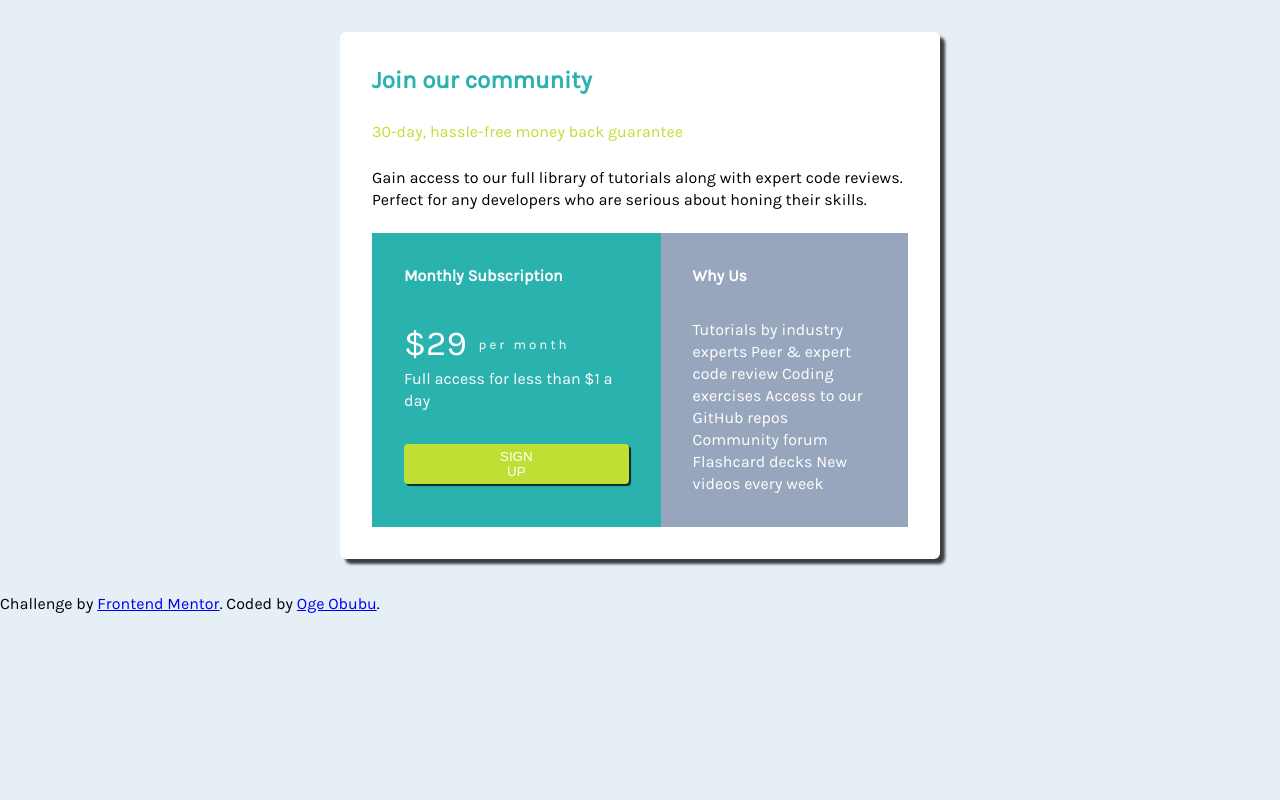 Join our community
30-day, hassle-free money back guarantee
Gain access to our full library of tutorials along with expert code reviews.
Perfect for any developers who are serious about honing their skills.
Monthly Subscription
$29 per month
Full access for less than $1 a
day
SIGN
UP
Why Us
Tutorials by industry
experts Peer & expert
code review Coding
exercises Access to our
GitHub repos
Community forum
Flashcard decks New
videos every week
Challenge by Frontend Mentor. Coded by Oge Obubu.